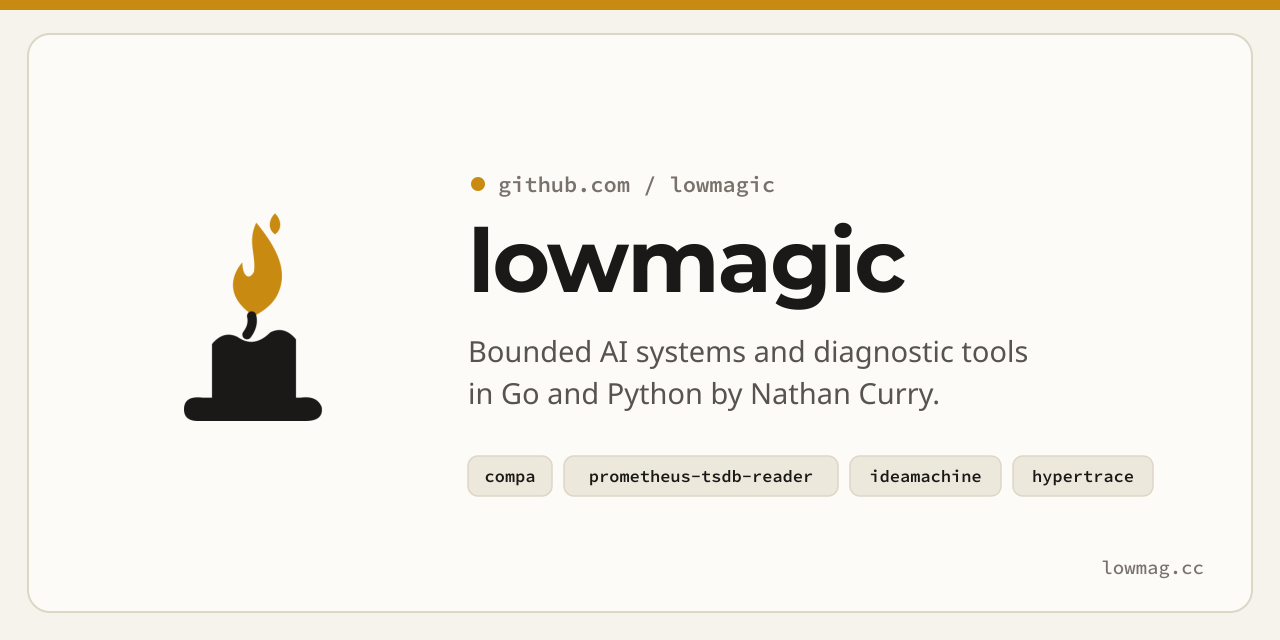 github.com / lowmagic
lowmagic
Bounded AI systems and diagnostic tools
in Go and Python by Nathan Curry.
compa prometheus-tsdb-reader ideamachine hypertrace
lowmag.cc